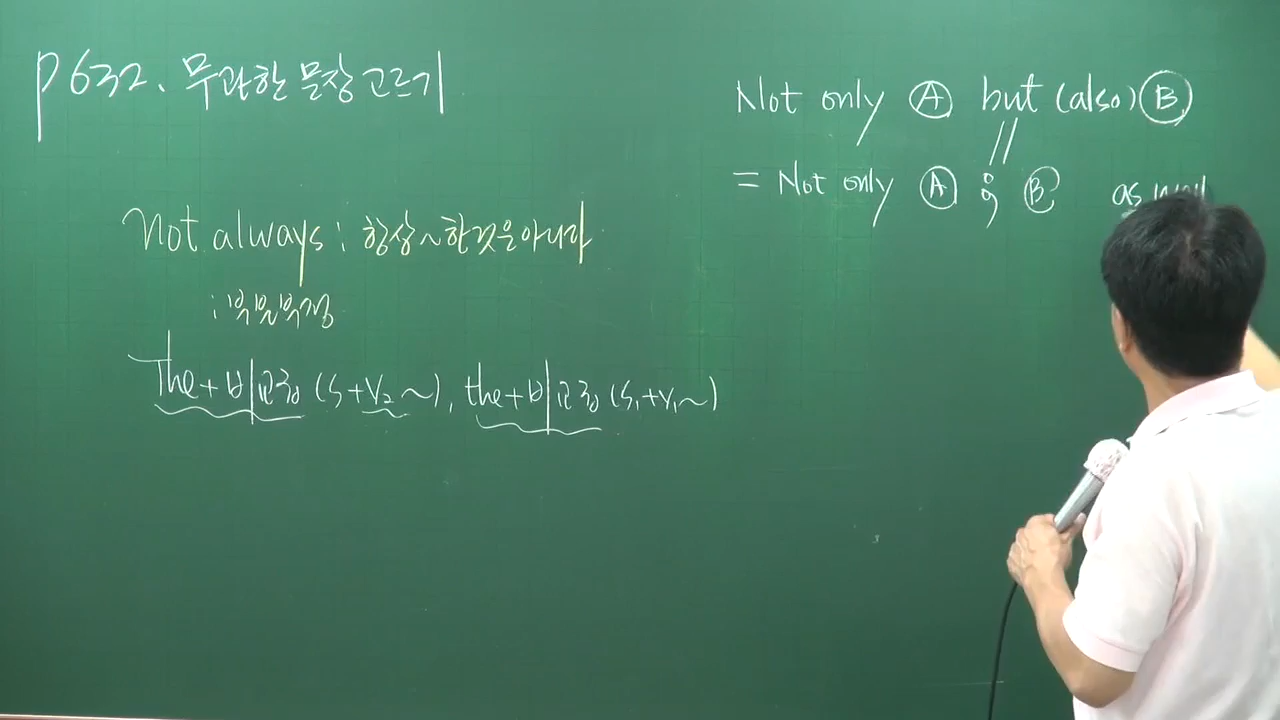 p 632. 무관한 문장 고르기
Not always : 항상 ~ 한 것은 아니다
: 부분부정
The + 비교급 (S + V₂ ~), the + 비교급 (S₁ + V₁ ~)
Not only Ⓐ but (also) Ⓑ
= Not only Ⓐ ; Ⓑ as well